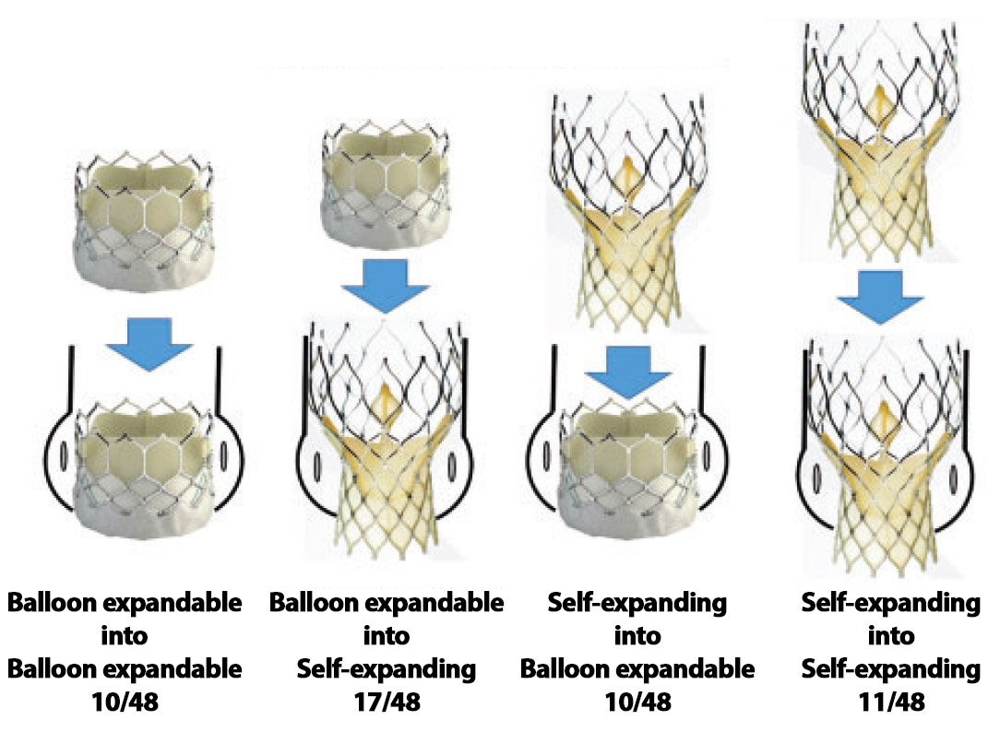 Balloon expandable
into
Balloon expandable
10/48
Balloon expandable
into
Self-expanding
17/48
Self-expanding
into
Balloon expandable
10/48
Self-expanding
into
Self-expanding
11/48